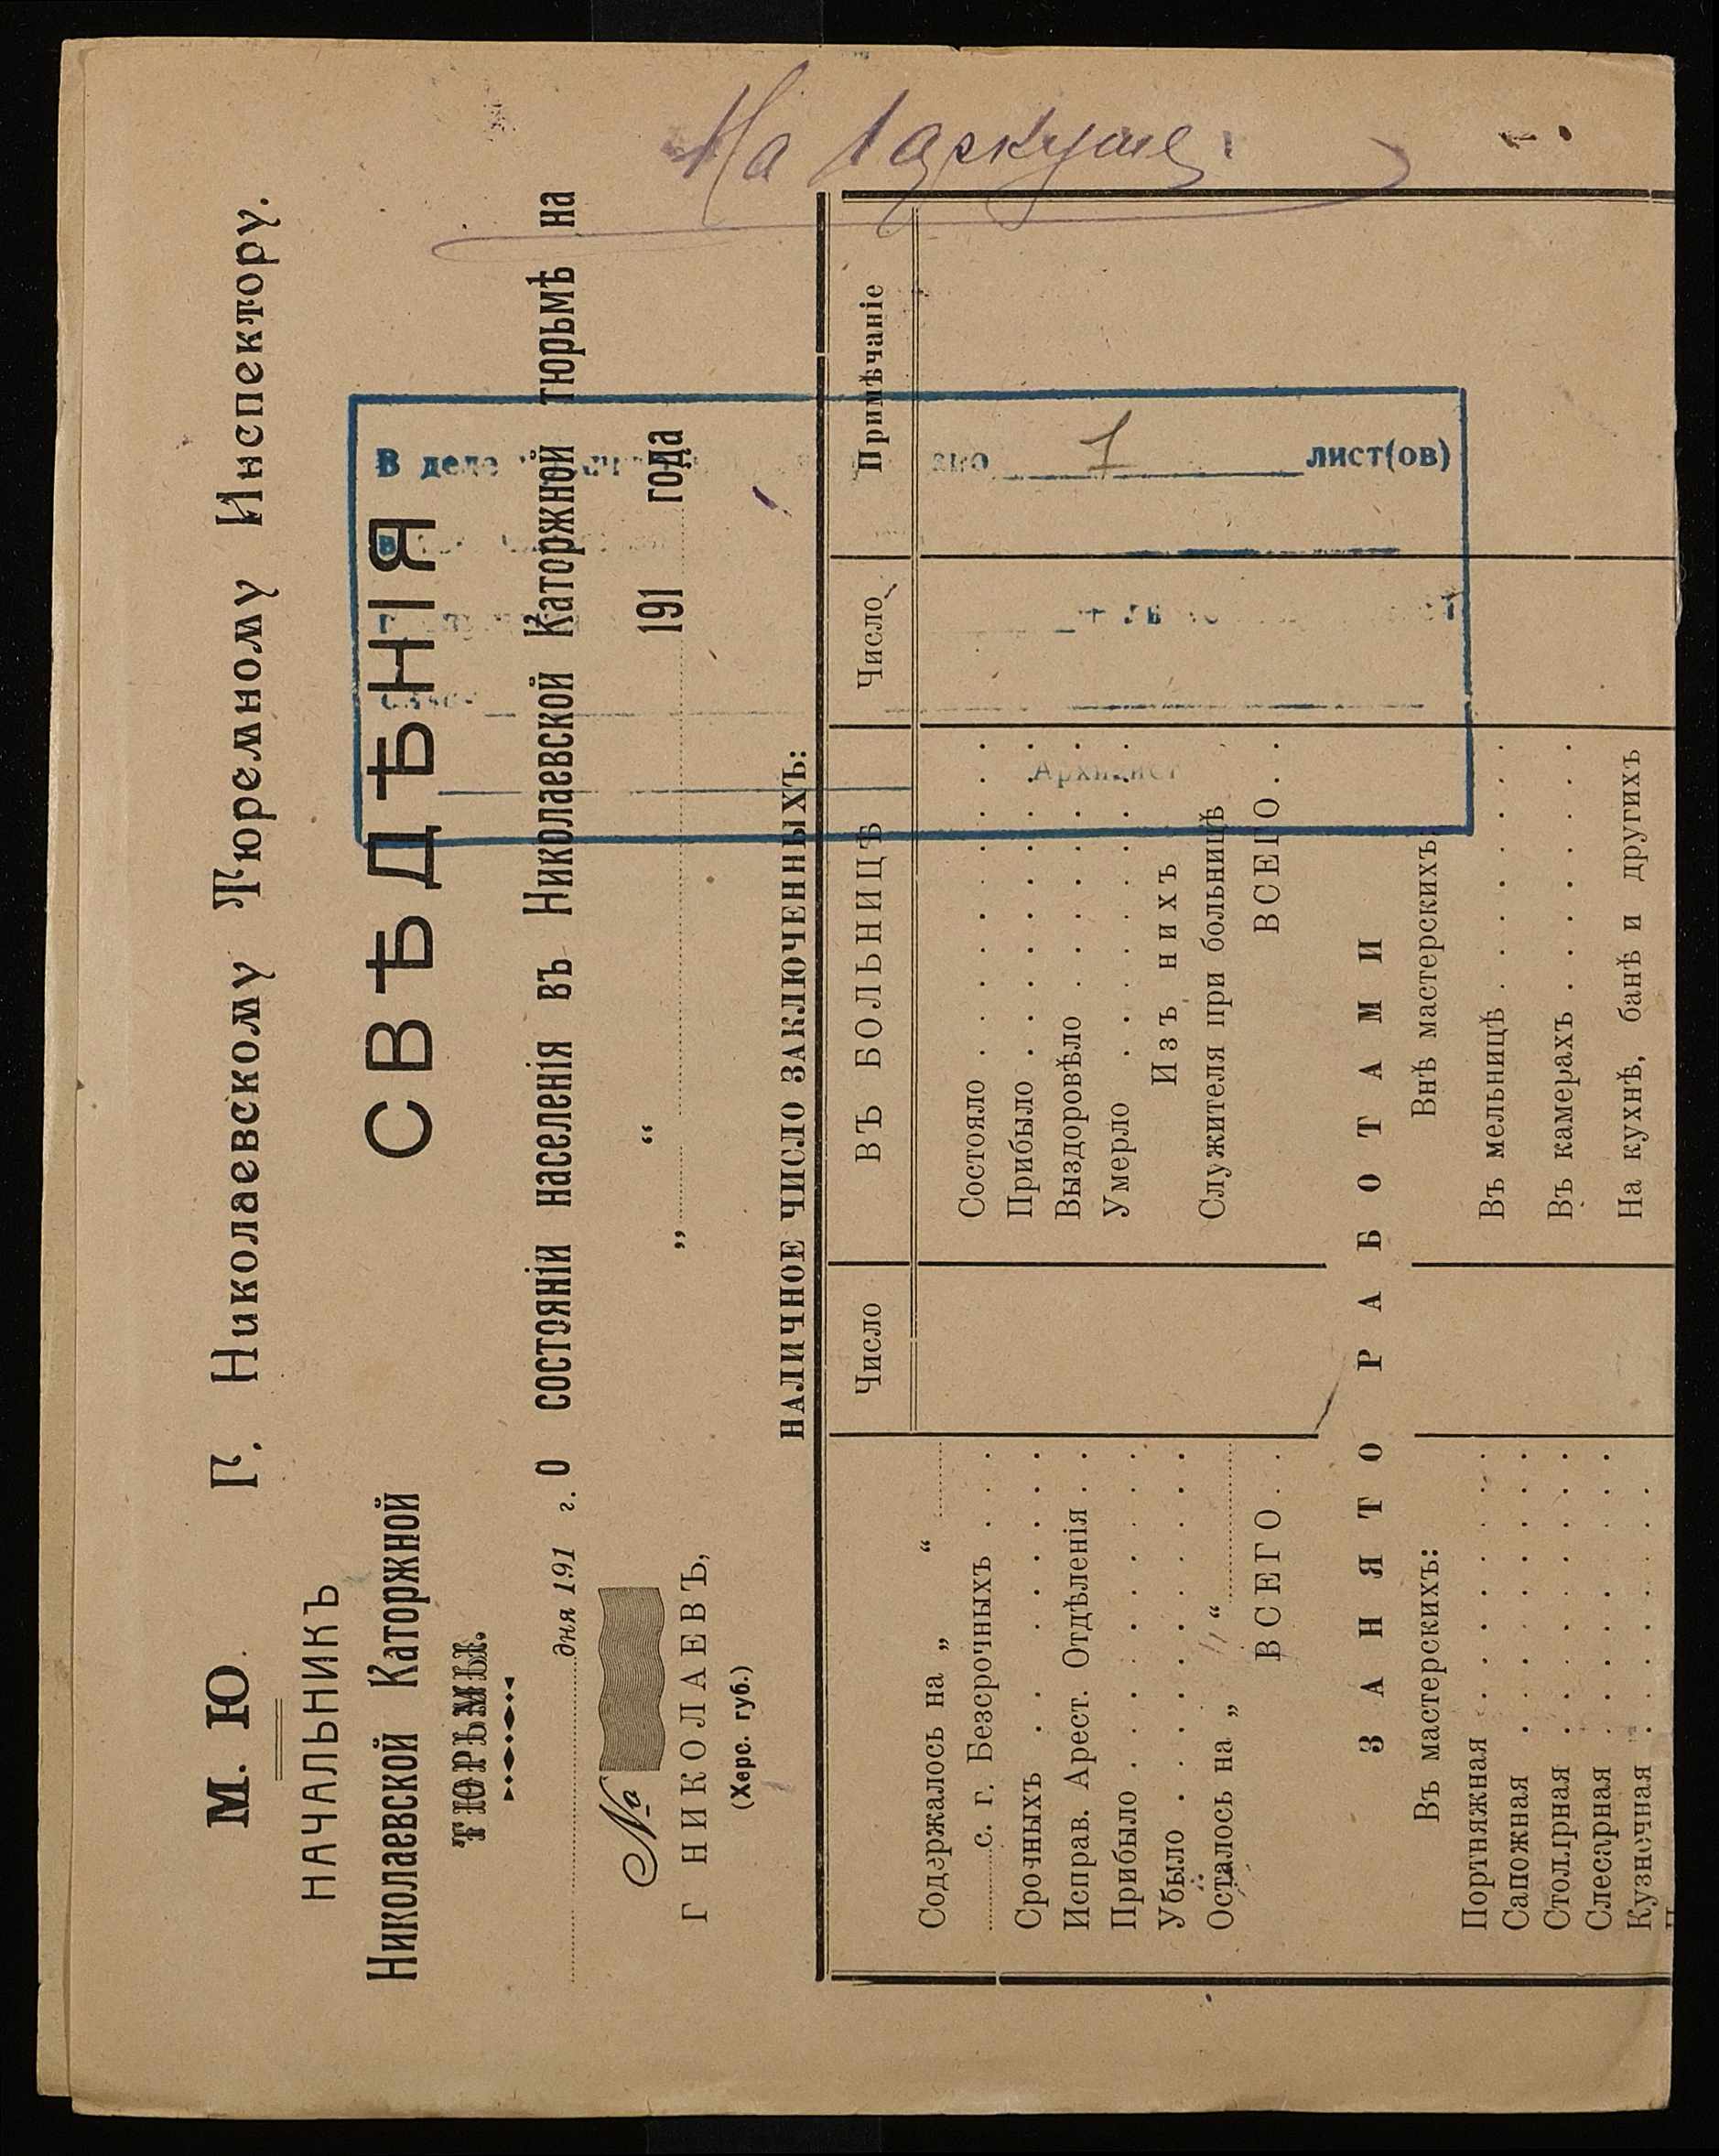 На 1 аркуше
М. Ю.
НАЧАЛЬНИКЪ
Николаевской Каторжной
ТЮРЬМЫ.
дня 191 г.
№
Г НИКОЛАЕВЪ,
(Херс. губ.)
Г. Николаевскому Тюремному Инспектору.
СВѢДѢНІЯ
О состояніи населенія въ Николаевской Каторжной тюрьмѣ на
„ “ 191 года
НАЛИЧНОЕ ЧИСЛО ЗАКЛЮЧЕННЫХЪ:
Число
ВЪ БОЛЬНИЦѢ
Число
Примѣчаніе
Содержалось на „ “
с. г. Безсрочныхъ
Срочныхъ
Исправ. Арест. Отдѣленія
Прибыло
Убыло
Осталось на „ “
ВСЕГО
Состояло
Прибыло
Выздоровѣло
Умерло
Изъ нихъ
Служителя при больницѣ
ВСЕГО
ЗАНЯТО РАБОТАМИ
Въ мастерскихъ:
Портняжная
Сапожная
Столярная
Слесарная
Кузнечная
Внѣ мастерскихъ:
Въ мельницѣ
Въ камерахъ
На кухнѣ, банѣ и другихъ
В деле 1 лист(ов)
Архивист